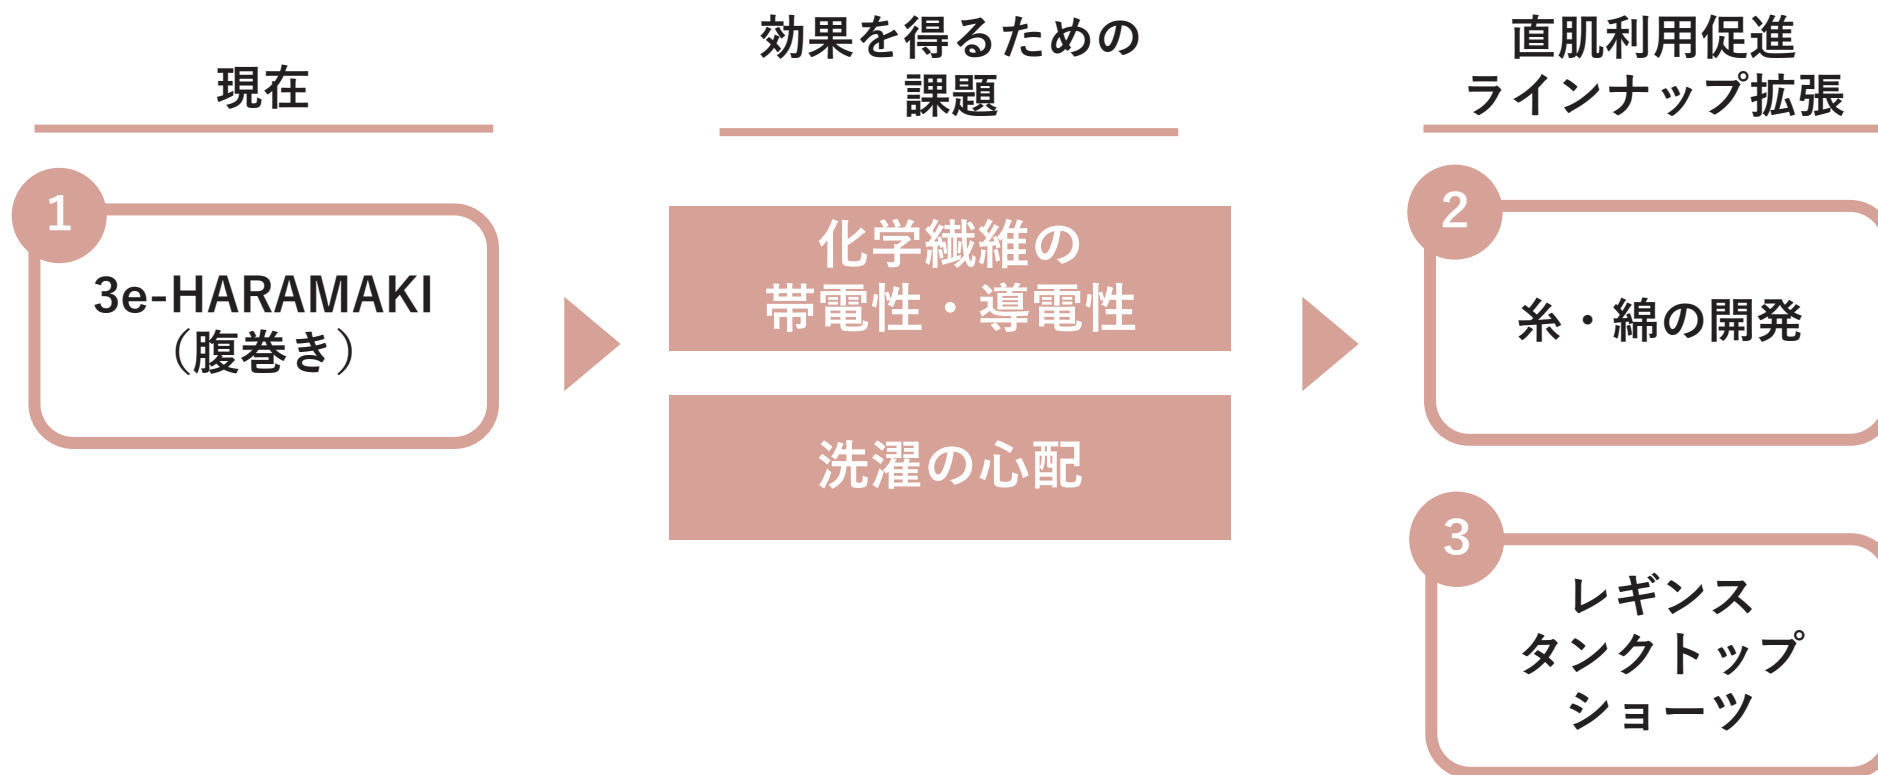 現在
1
3e-HARAMAKI
（腹巻き）
効果を得るための
課題
化学繊維の
帯電性・導電性
洗濯の心配
直肌利用促進
ラインナップ拡張
2
糸・綿の開発
3
レギンス
タンクトップ
ショーツ